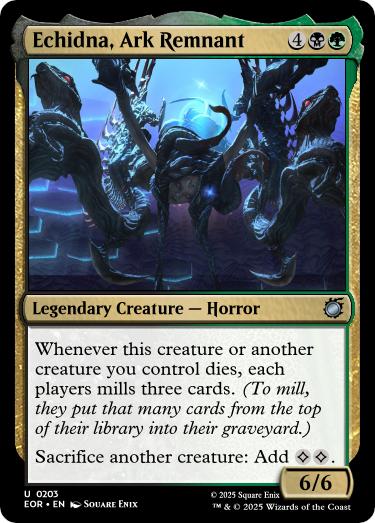 Echidna, Ark Remnant 4
Legendary Creature — Horror
Whenever this creature or another
creature you control dies, each
players mills three cards. (To mill,
they put that many cards from the top
of their library into their graveyard.)
Sacrifice another creature: Add .
6/6
U 0203
EOR • EN Square Enix
© 2025 Square Enix
™ & © 2025 Wizards of the Coast